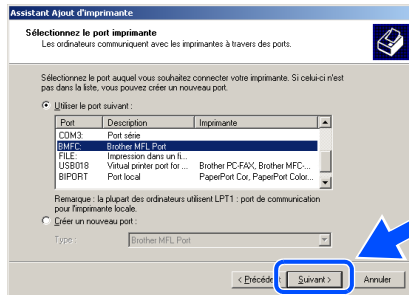 Assistant Ajout d'imprimante
Sélectionnez le port imprimante
Les ordinateurs communiquent avec les imprimantes à travers des ports.
Sélectionnez le port auquel vous souhaitez connecter votre imprimante. Si celui-ci n'est
pas dans la liste, vous pouvez créer un nouveau port.
Utiliser le port suivant :
Port Description Imprimante
COM3: Port série
BMFC: Brother MFL Port
FILE: Impression dans un fi...
USB018 Virtual printer port for ... Brother PC-FAX, Brother MFC-...
BIPORT Port local PaperPort Cor, PaperPort Color...
Remarque : la plupart des ordinateurs utilisent LPT1 : port de communication
pour l'imprimante locale.
Créer un nouveau port :
Type : Brother MFL Port
< Précédent Suivant > Annuler